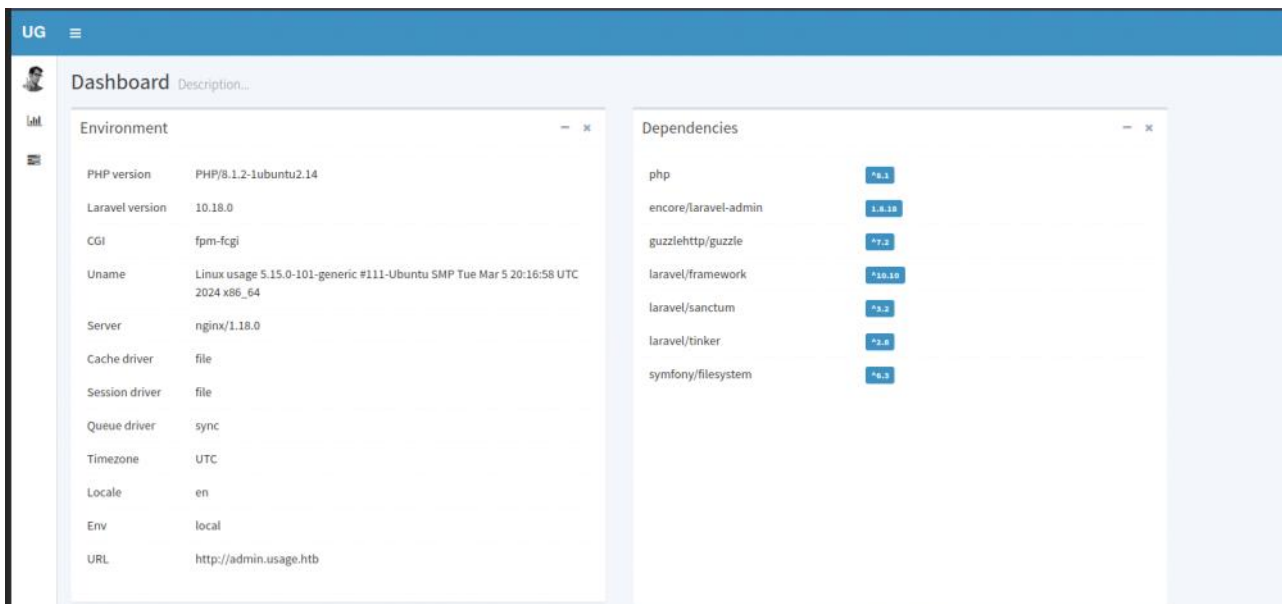 UG
Dashboard Description...
Environment
PHP version PHP/8.1.2-1ubuntu2.14
Laravel version 10.18.0
CGI fpm-fcgi
Uname Linux usage 5.15.0-101-generic #111-Ubuntu SMP Tue Mar 5 20:16:58 UTC
2024 x86_64
Server nginx/1.18.0
Cache driver file
Session driver file
Queue driver sync
Timezone UTC
Locale en
Env local
URL http://admin.usage.htb
Dependencies
php ^8.1
encore/laravel-admin 1.8.18
guzzlehttp/guzzle ^7.2
laravel/framework ^10.10
laravel/sanctum ^3.2
laravel/tinker ^2.8
symfony/filesystem ^6.3